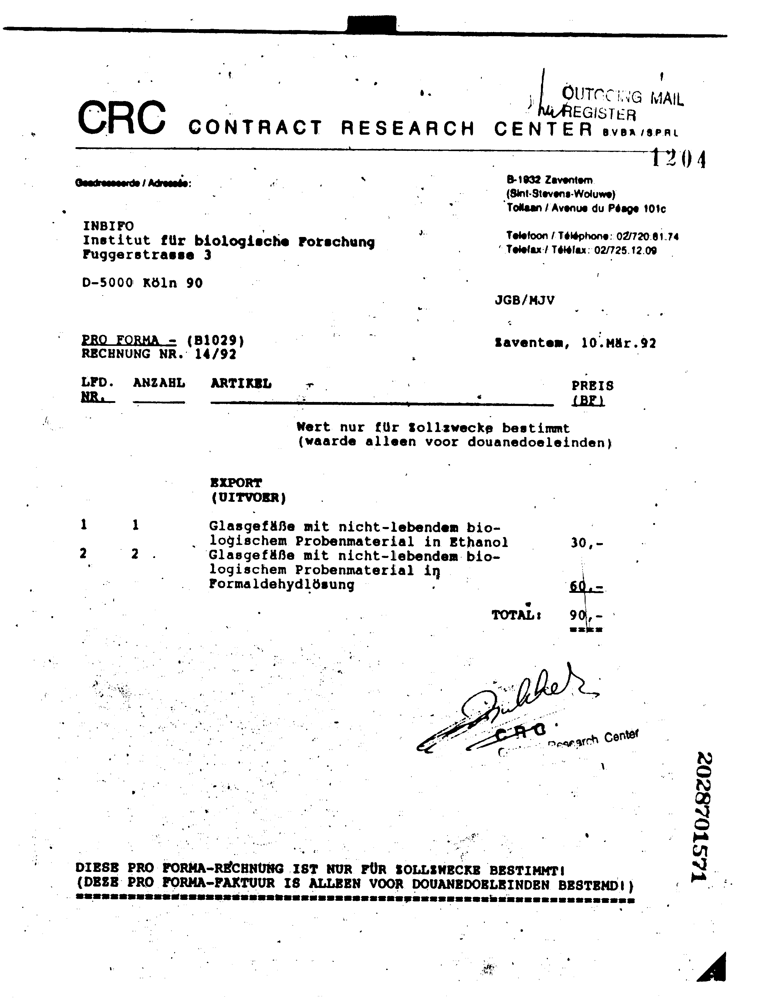 OUTGOING MAIL
REGISTER
CRC CONTRACT RESEARCH CENTER BVBA/SPRL
1204
Geadresseerde / Adressée:
B-1932 Zaventem
(Sint-Stevens-Woluwe)
Tollaan / Avenue du Péage 101c
INBIFO
Institut für biologische Forschung
Fuggerstrasse 3
Telefoon / Téléphone: 02/720.81.74
Telefax / Téléfax: 02/725.12.09
D-5000 Köln 90
JGB/MJV
PRO FORMA - (B1029)
RECHNUNG NR. 14/92
Zaventem, 10.Mär.92
LFD. ANZAHL ARTIKEL PREIS
NR. (BF)
Wert nur für Zollzwecke bestimmt
(waarde alleen voor douanedoeleinden)
EXPORT
(UITVOER)
1 1 Glasgefäße mit nicht-lebendem bio-
logischem Probenmaterial in Ethanol 30,-
2 2 Glasgefäße mit nicht-lebendem bio-
logischem Probenmaterial in
Formaldehydlösung 60,-
TOTAL: 90,-
====
CRC
Research Center
2028701571
DIESE PRO FORMA-RECHNUNG IST NUR FÜR ZOLLZWECKE BESTIMMT!
(DEZE PRO FORMA-FAKTUUR IS ALLEEN VOOR DOUANEDOELEINDEN BESTEMD!)